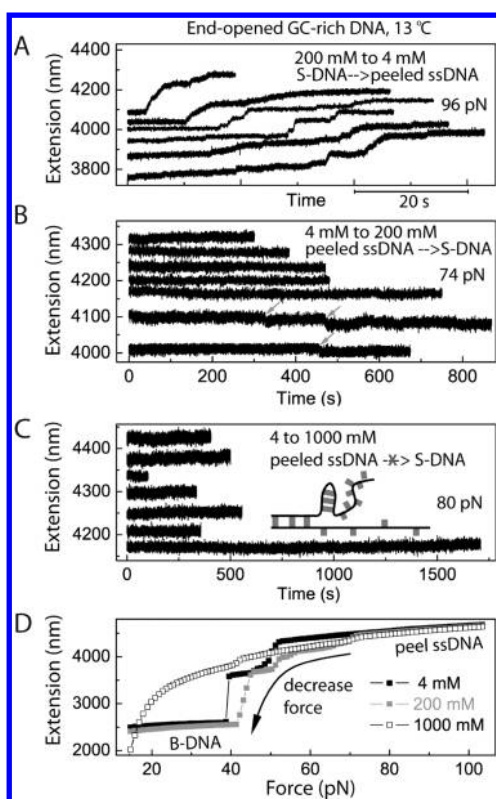 End-opened GC-rich DNA, 13 ℃
A
200 mM to 4 mM
S-DNA-->peeled ssDNA
96 pN
Extension (nm)
4400
4200
4000
3800
Time
20 s
B
4 mM to 200 mM
peeled ssDNA -->S-DNA
74 pN
Extension (nm)
4300
4200
4100
4000
0 200 400 600 800
Time (s)
C
4 to 1000 mM
peeled ssDNA -✳> S-DNA
80 pN
Extension (nm)
4400
4300
4200
0 500 1000 1500
Time (s)
D
peel ssDNA
decrease
force
4 mM
200 mM
1000 mM
B-DNA
Extension (nm)
4000
3000
2000
20 40 60 80 100
Force (pN)